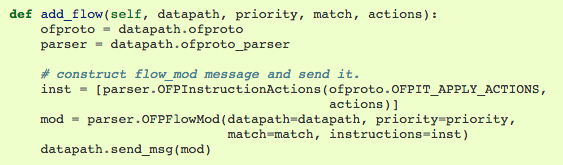 def add_flow(self, datapath, priority, match, actions):
    ofproto = datapath.ofproto
    parser = datapath.ofproto_parser

    # construct flow_mod message and send it.
    inst = [parser.OFPInstructionActions(ofproto.OFPIT_APPLY_ACTIONS,
                                         actions)]
    mod = parser.OFPFlowMod(datapath=datapath, priority=priority,
                            match=match, instructions=inst)
    datapath.send_msg(mod)